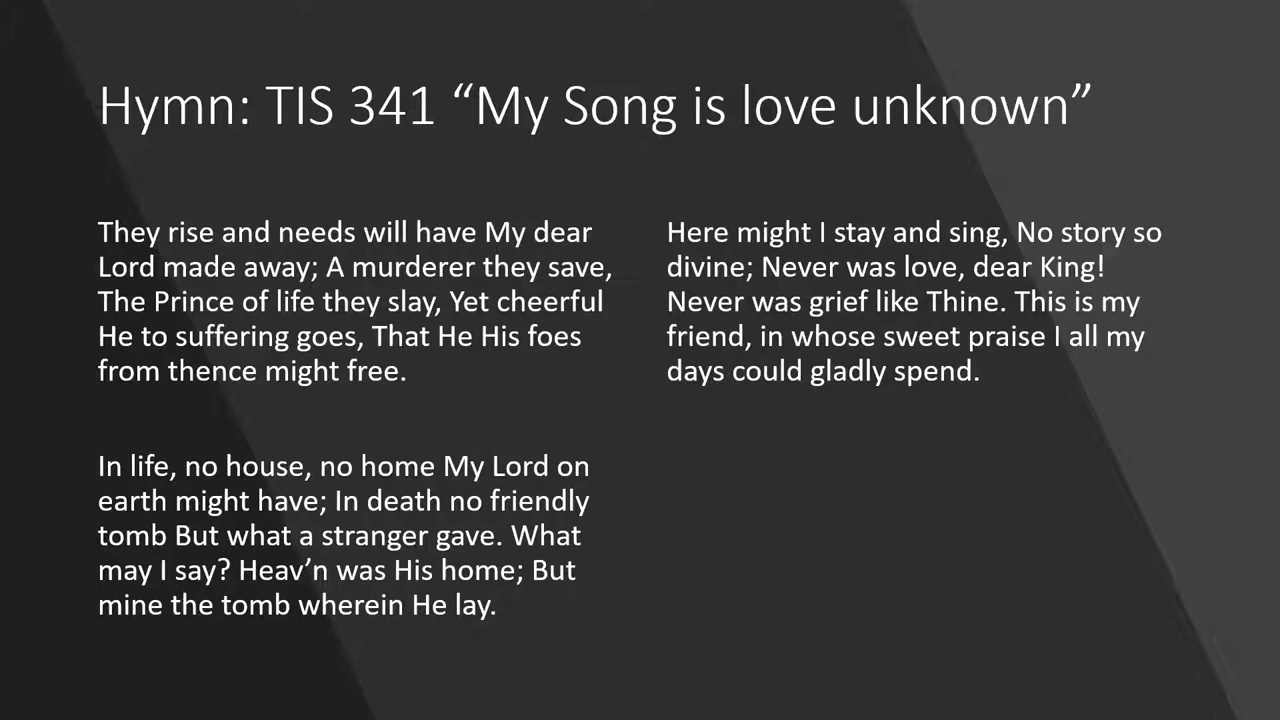 Hymn: TIS 341 “My Song is love unknown”
They rise and needs will have My dear
Lord made away; A murderer they save,
The Prince of life they slay, Yet cheerful
He to suffering goes, That He His foes
from thence might free.
In life, no house, no home My Lord on
earth might have; In death no friendly
tomb But what a stranger gave. What
may I say? Heav’n was His home; But
mine the tomb wherein He lay.
Here might I stay and sing, No story so
divine; Never was love, dear King!
Never was grief like Thine. This is my
friend, in whose sweet praise I all my
days could gladly spend.